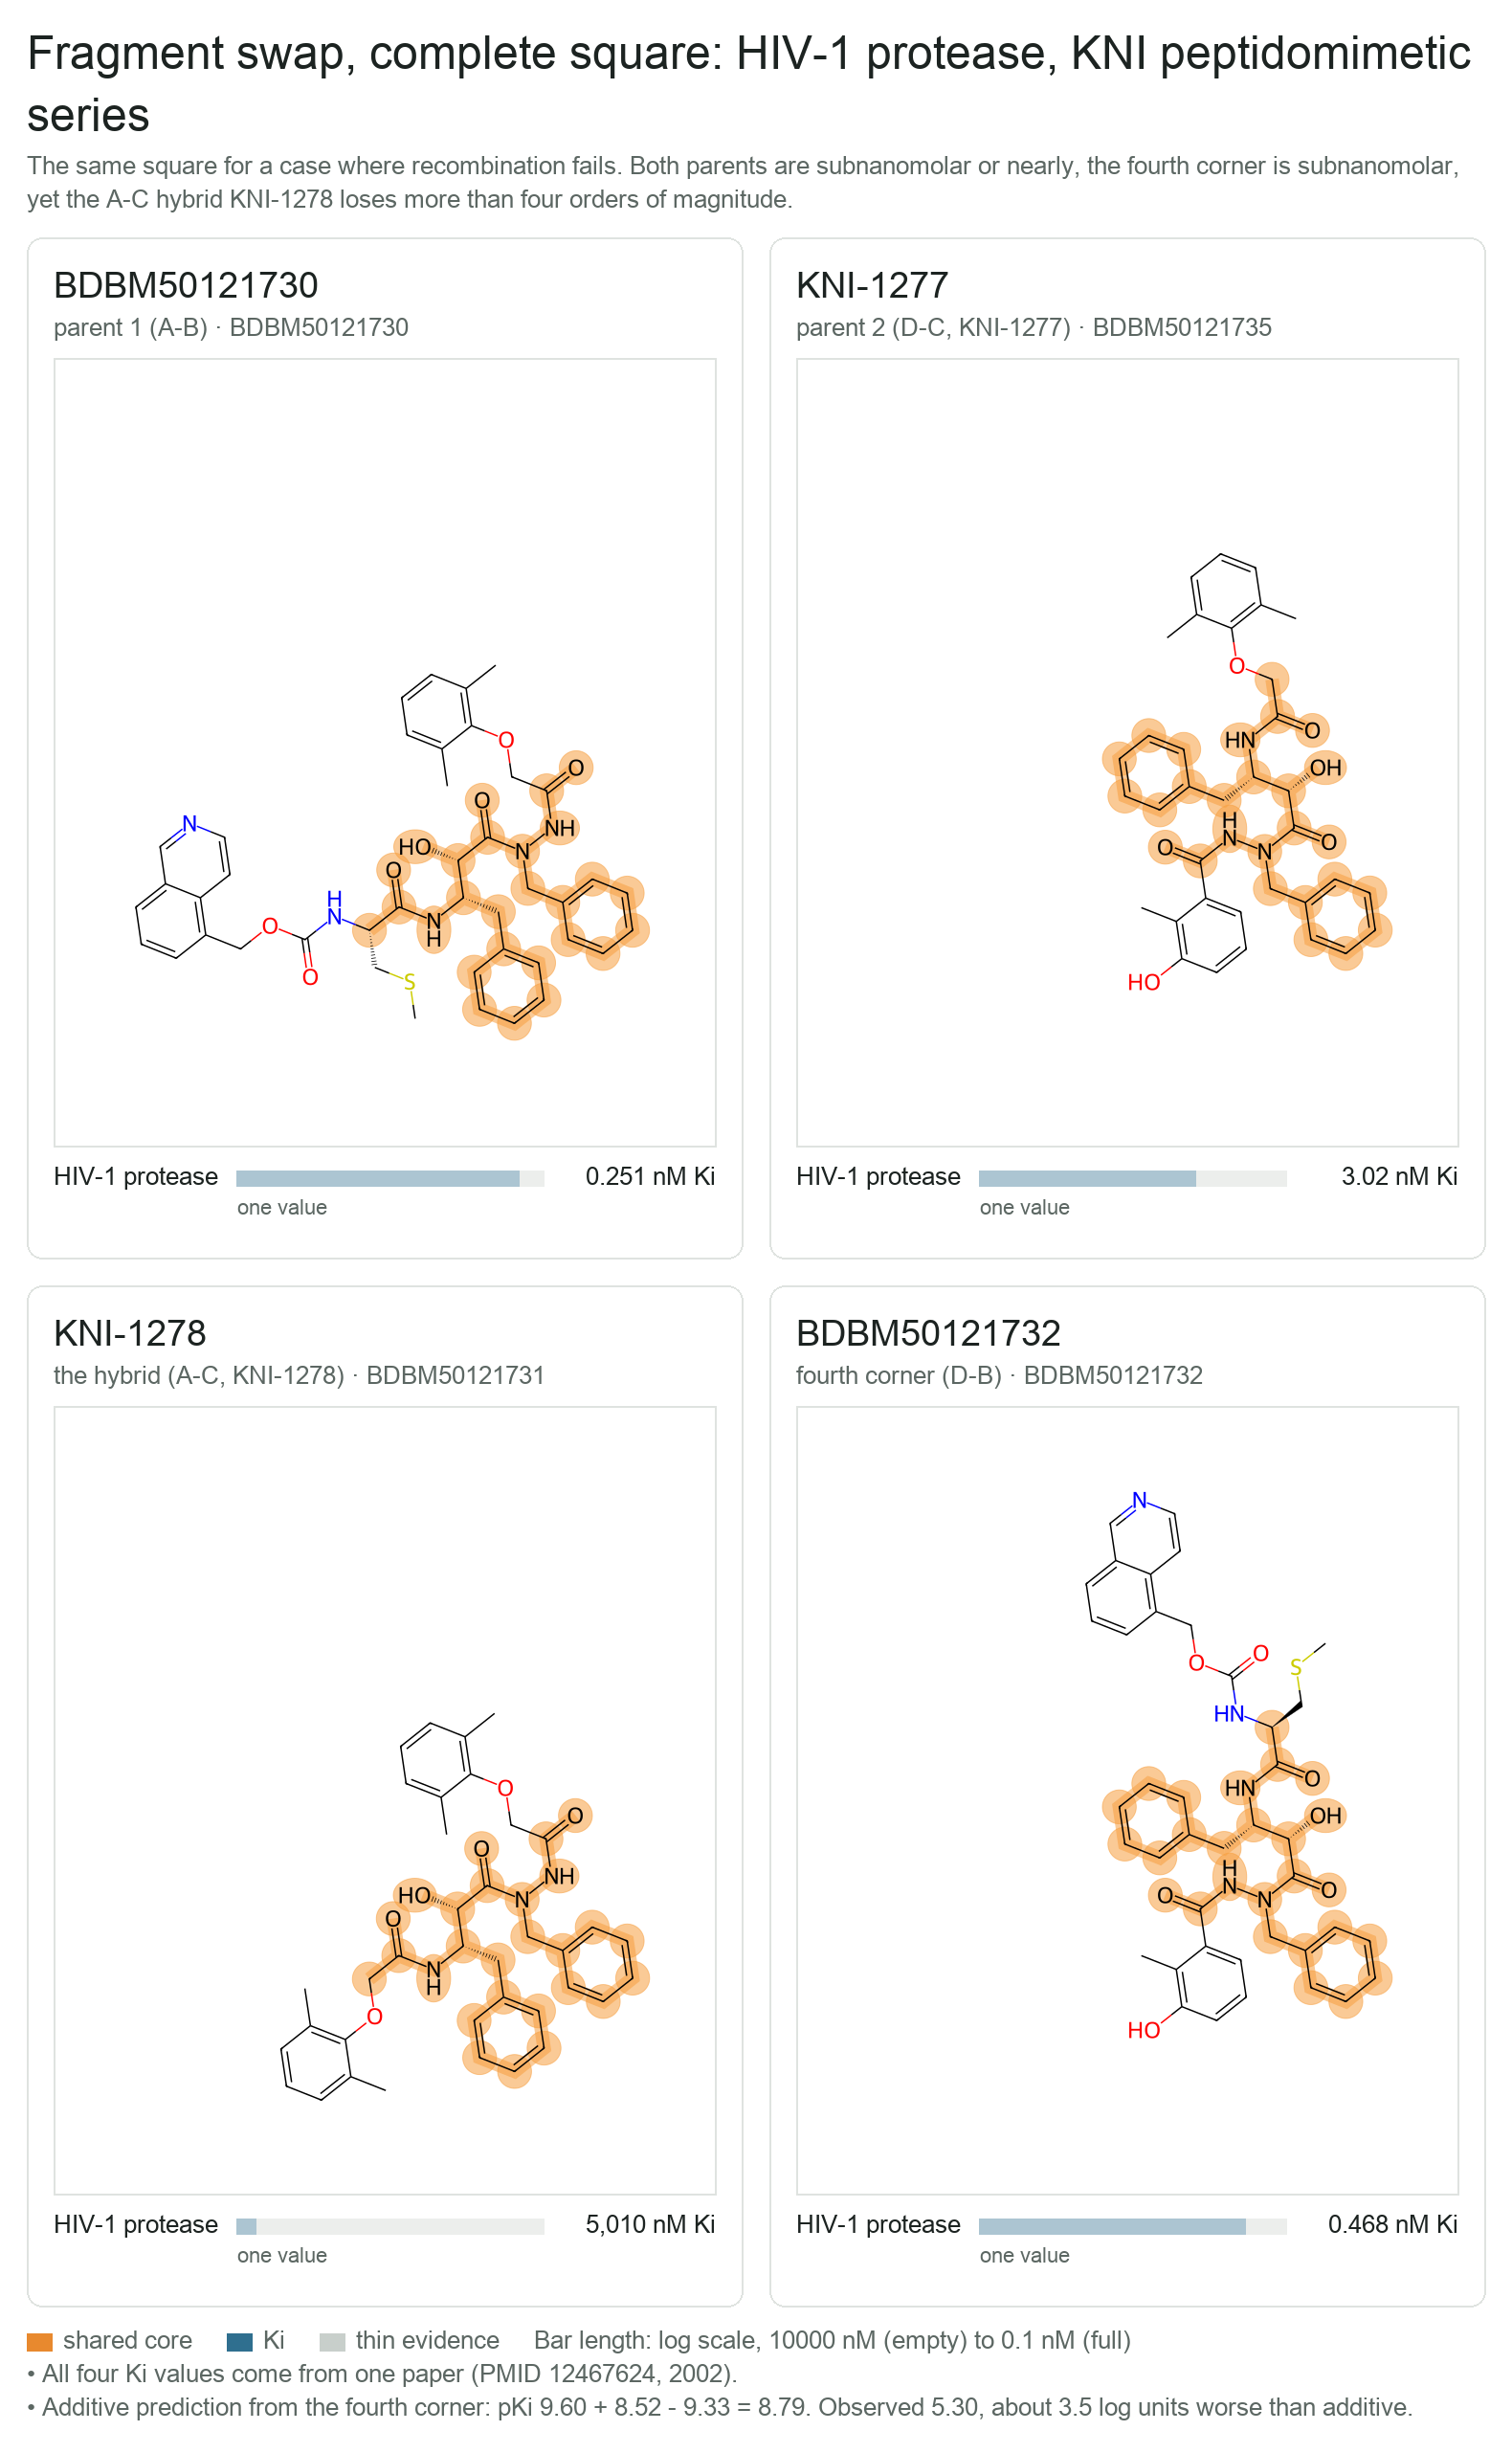 Fragment swap, complete square: HIV-1 protease, KNI peptidomimetic
series
The same square for a case where recombination fails. Both parents are subnanomolar or nearly, the fourth corner is subnanomolar,
yet the A-C hybrid KNI-1278 loses more than four orders of magnitude.
BDBM50121730
parent 1 (A-B) · BDBM50121730
O
O
NH
N
HO
O
N
H
N
O
O
N
H
S
HIV-1 protease 0.251 nM Ki
one value
KNI-1277
parent 2 (D-C, KNI-1277) · BDBM50121735
O
O
HN
OH
H
N
N
O
O
HO
HIV-1 protease 3.02 nM Ki
one value
KNI-1278
the hybrid (A-C, KNI-1278) · BDBM50121731
O
O
O
NH
N
HO
O
N
H
O
HIV-1 protease 5,010 nM Ki
one value
BDBM50121732
fourth corner (D-B) · BDBM50121732
N
O
O
S
HN
O
HN
OH
H
N
N
O
O
HO
HIV-1 protease 0.468 nM Ki
one value
shared core Ki thin evidence Bar length: log scale, 10000 nM (empty) to 0.1 nM (full)
• All four Ki values come from one paper (PMID 12467624, 2002).
• Additive prediction from the fourth corner: pKi 9.60 + 8.52 - 9.33 = 8.79. Observed 5.30, about 3.5 log units worse than additive.